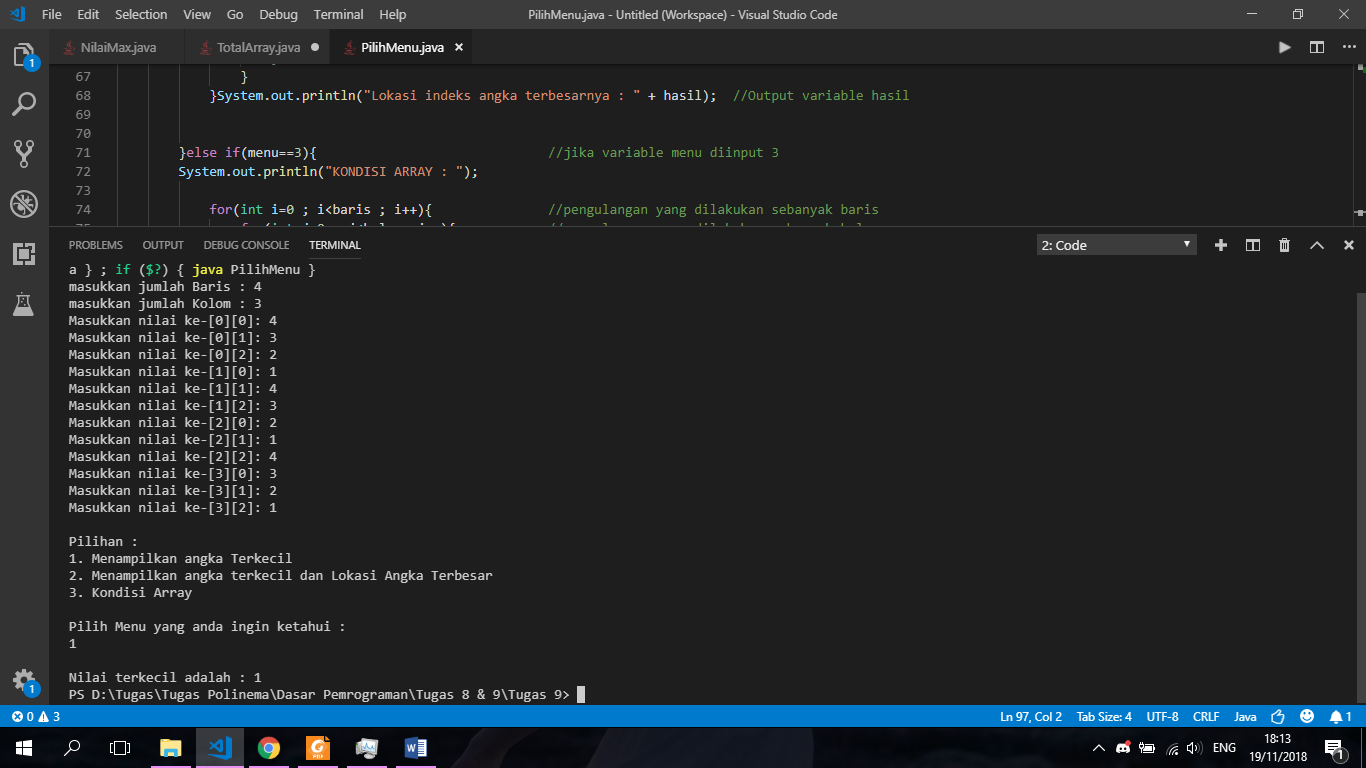 File Edit Selection View Go Debug Terminal Help PilihMenu.java - Untitled (Workspace) - Visual Studio Code
NilaiMax.java TotalArray.java PilihMenu.java
67 }
68 }System.out.println("Lokasi indeks angka terbesarnya : " + hasil); //Output variable hasil
69
70
71 }else if(menu==3){ //jika variable menu diinput 3
72 System.out.println("KONDISI ARRAY : ");
73
74 for(int i=0 ; i<baris ; i++){ //pengulangan yang dilakukan sebanyak baris
PROBLEMS OUTPUT DEBUG CONSOLE TERMINAL 2: Code
a } ; if ($?) { java PilihMenu }
masukkan jumlah Baris : 4
masukkan jumlah Kolom : 3
Masukkan nilai ke-[0][0]: 4
Masukkan nilai ke-[0][1]: 3
Masukkan nilai ke-[0][2]: 2
Masukkan nilai ke-[1][0]: 1
Masukkan nilai ke-[1][1]: 4
Masukkan nilai ke-[1][2]: 3
Masukkan nilai ke-[2][0]: 2
Masukkan nilai ke-[2][1]: 1
Masukkan nilai ke-[2][2]: 4
Masukkan nilai ke-[3][0]: 3
Masukkan nilai ke-[3][1]: 2
Masukkan nilai ke-[3][2]: 1
Pilihan :
1. Menampilkan angka Terkecil
2. Menampilkan angka terkecil dan Lokasi Angka Terbesar
3. Kondisi Array
Pilih Menu yang anda ingin ketahui :
1
Nilai terkecil adalah : 1
PS D:\Tugas\Tugas Polinema\Dasar Pemrograman\Tugas 8 & 9\Tugas 9>
1
1
0 3 Ln 97, Col 2 Tab Size: 4 UTF-8 CRLF Java 1
ENG 18:13
19/11/2018 1